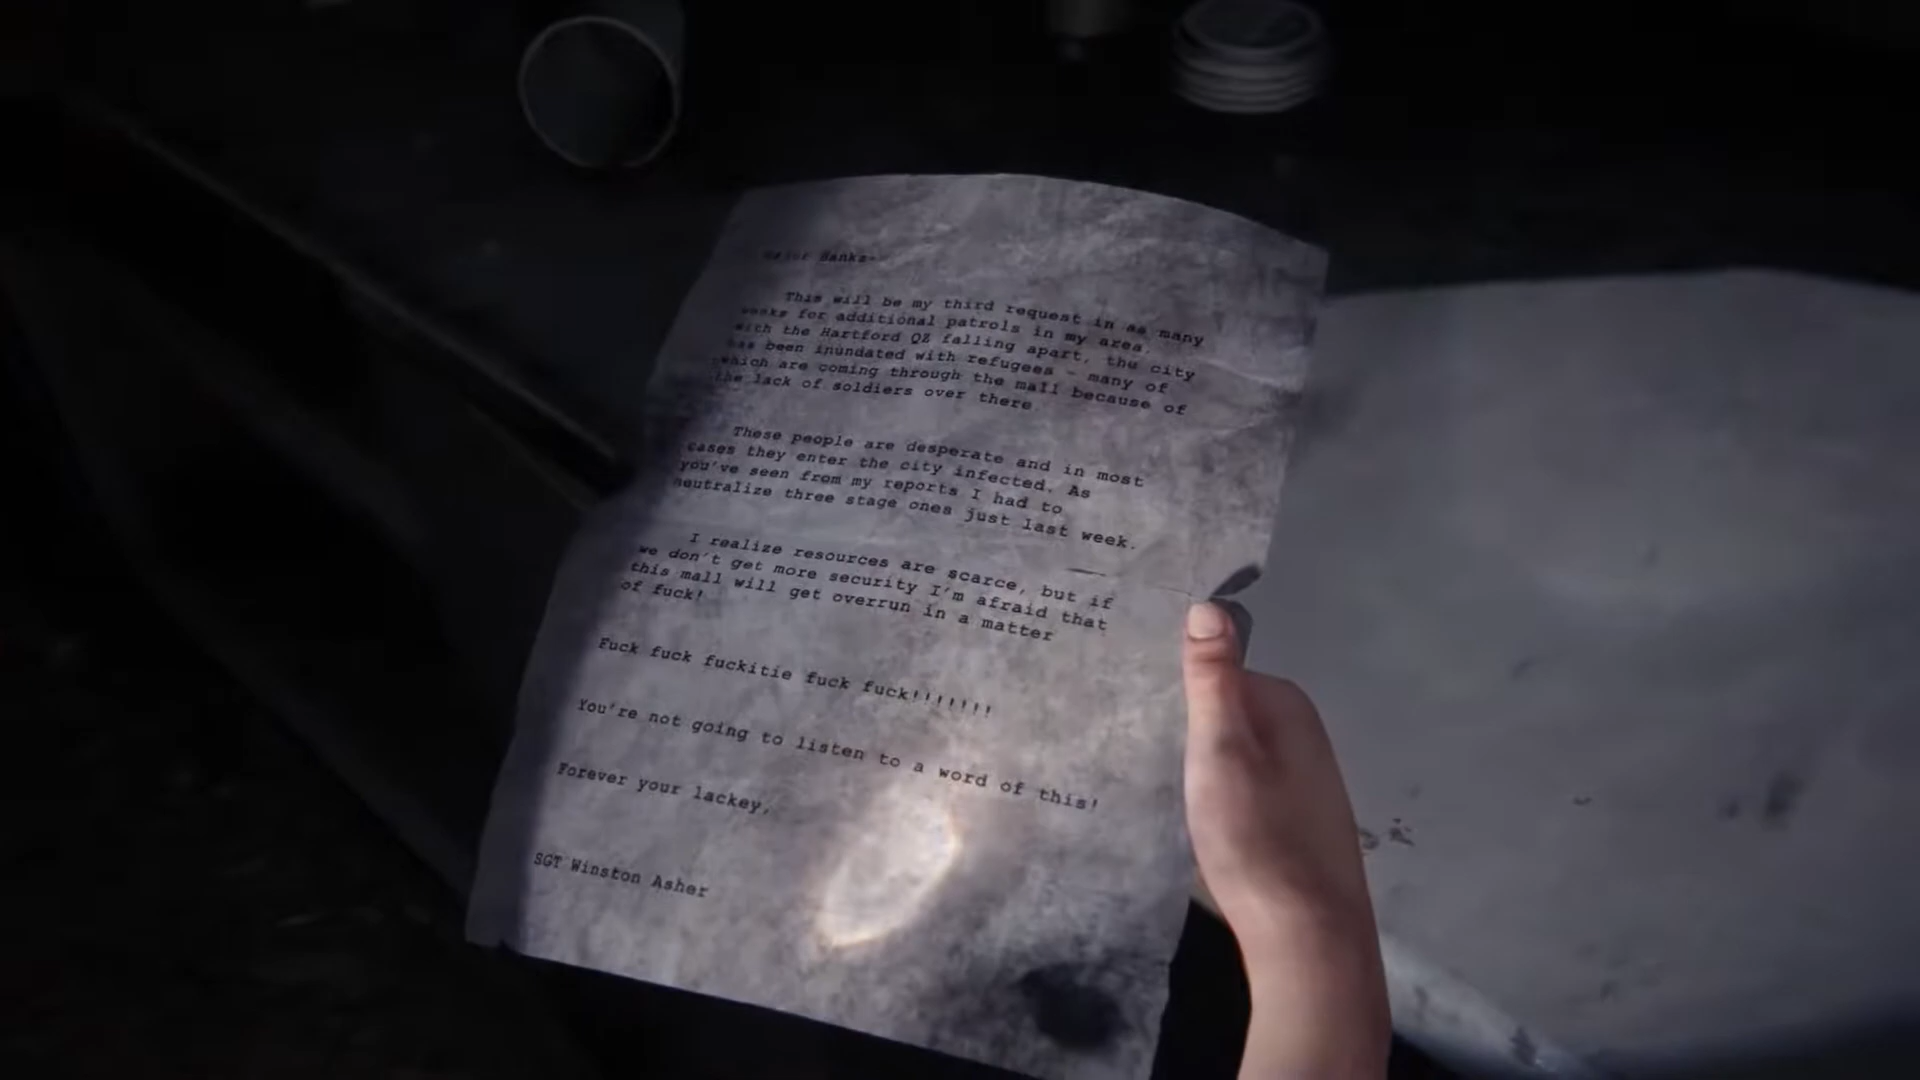 Major Banks-
This will be my third request in as many
weeks for additional patrols in my area.
With the Hartford QZ falling apart, the city
has been inundated with refugees - many of
which are coming through the mall because of
the lack of soldiers over there.
These people are desperate and in most
cases they enter the city infected. As
you've seen from my reports I had to
neutralize three stage ones just last week.
I realize resources are scarce, but if
we don't get more security I'm afraid that
this mall will get overrun in a matter
of fuck!
Fuck fuck fuckitie fuck fuck!!!!!!!
You're not going to listen to a word of this!
Forever your lackey,
SGT Winston Asher